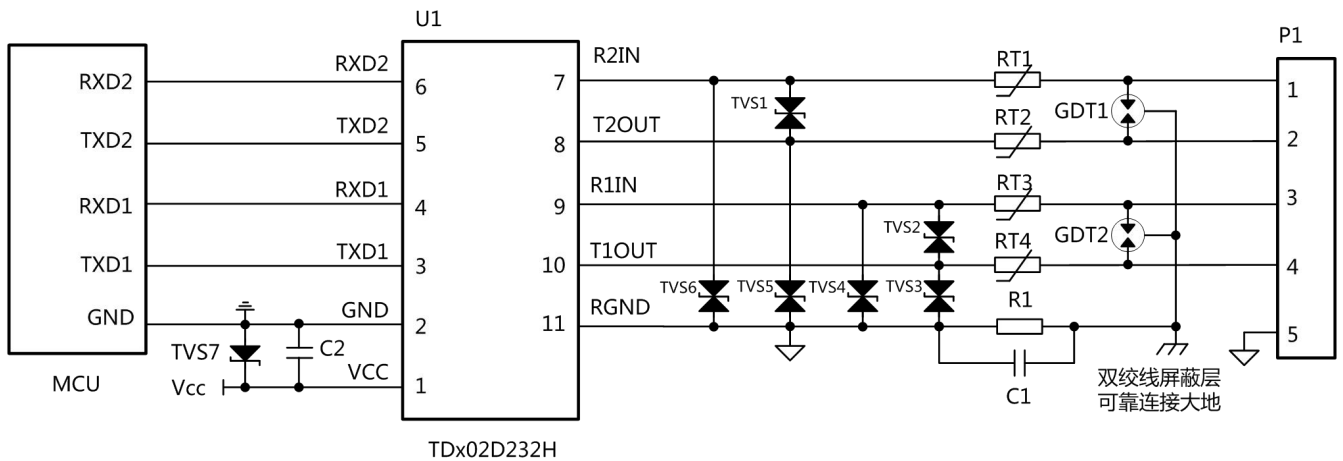 U1
P1
RXD2
RXD2
6
7
R2IN
RT1
1
TVS1
GDT1
TXD2
TXD2
5
8
T2OUT
RT2
2
RXD1
RXD1
4
9
R1IN
RT3
3
TVS2
GDT2
TXD1
TXD1
3
10
T1OUT
RT4
4
TVS6
TVS5
TVS4
TVS3
GND
GND
2
11
RGND
R1
5
TVS7
C2
Vcc
VCC
1
C1
MCU
双绞线屏蔽层
可靠连接大地
TDx02D232H